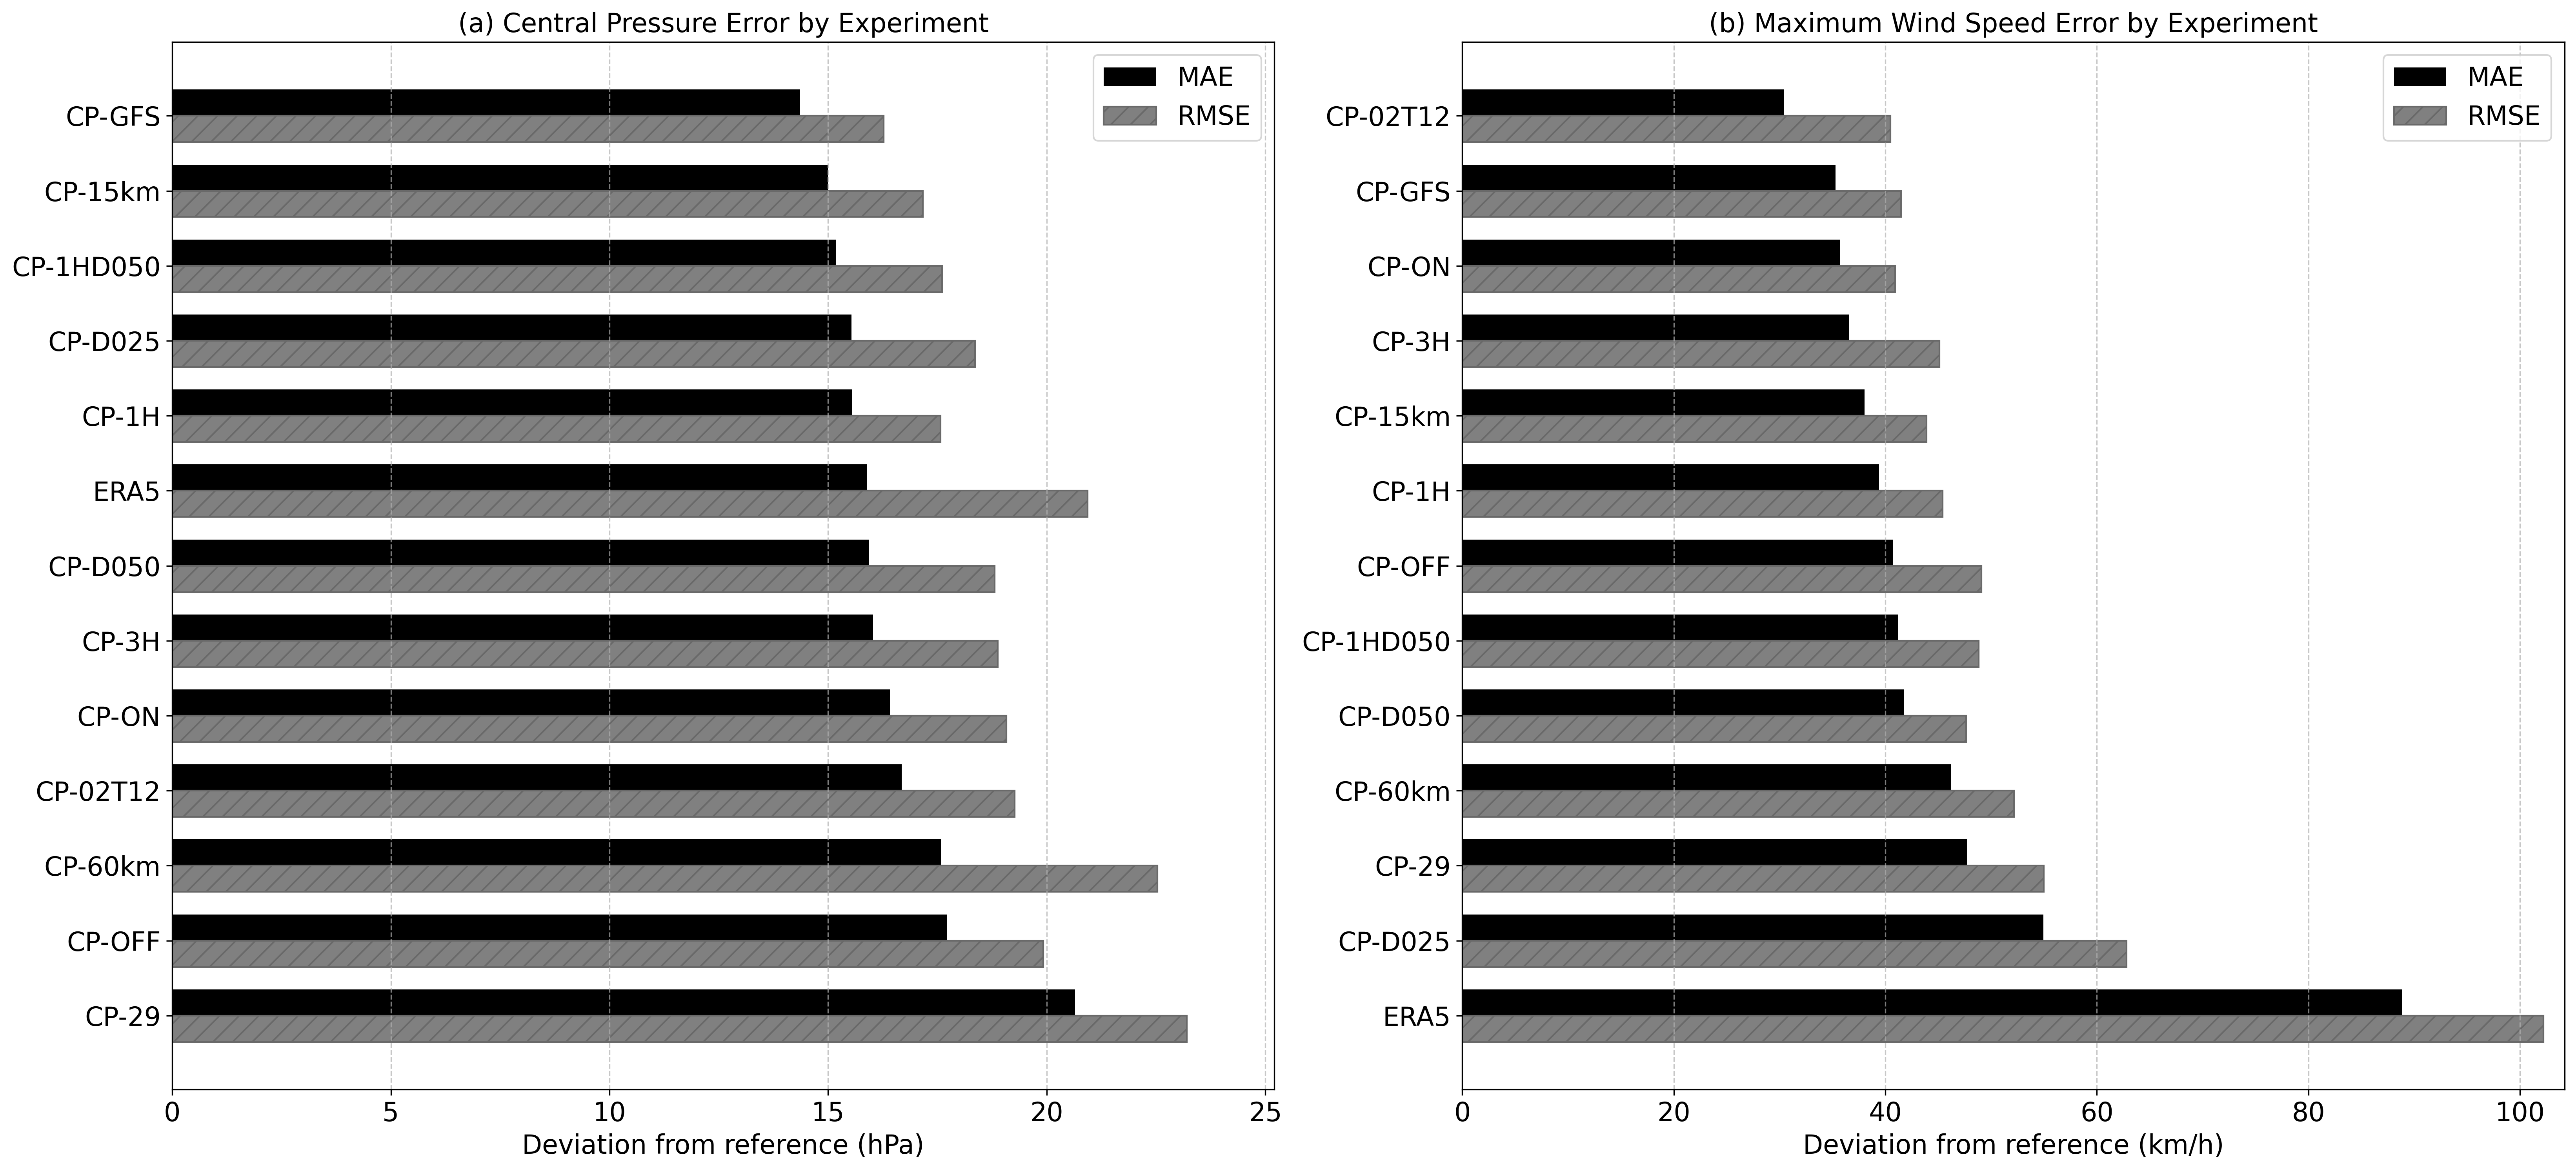 (a) Central Pressure Error by Experiment
MAE
RMSE
CP-GFS
CP-15km
CP-1HD050
CP-D025
CP-1H
ERA5
CP-D050
CP-3H
CP-ON
CP-02T12
CP-60km
CP-OFF
CP-29
0 5 10 15 20 25
Deviation from reference (hPa)
(b) Maximum Wind Speed Error by Experiment
MAE
RMSE
CP-02T12
CP-GFS
CP-ON
CP-3H
CP-15km
CP-1H
CP-OFF
CP-1HD050
CP-D050
CP-60km
CP-29
CP-D025
ERA5
0 20 40 60 80 100
Deviation from reference (km/h)